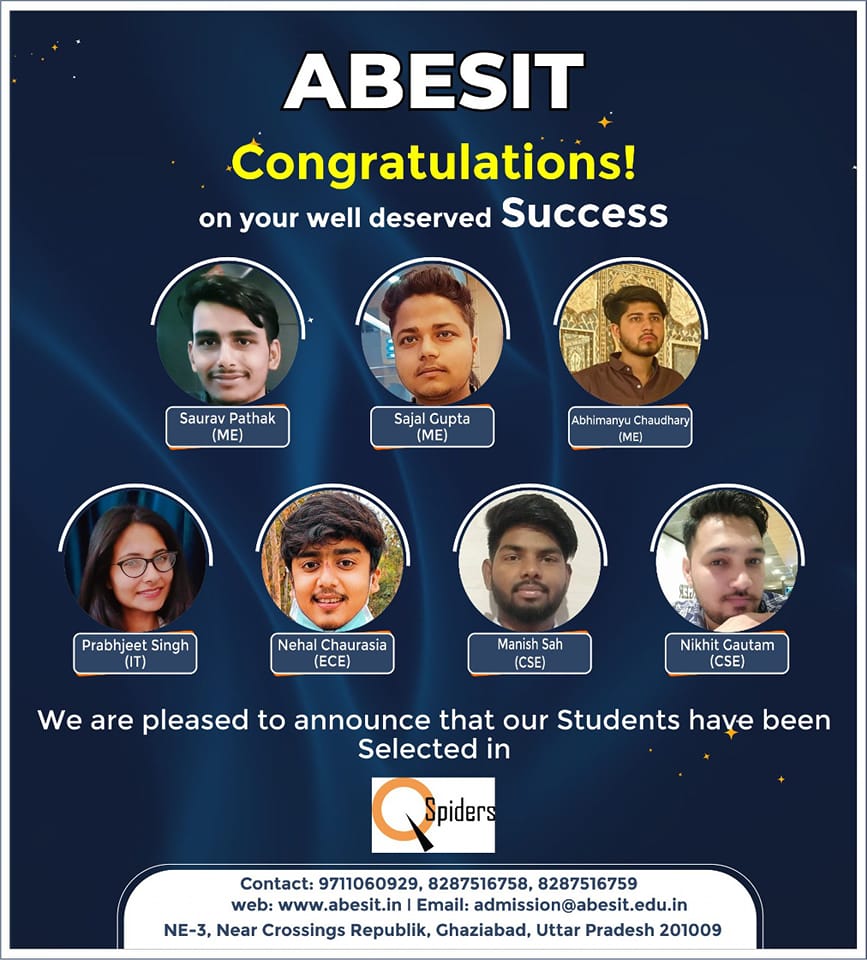 ABESIT
Congratulations!
on your well deserved Success
Saurav Pathak
(ME)
Sajal Gupta
(ME)
Abhimanyu Chaudhary
(ME)
Prabhjeet Singh
(IT)
Nehal Chaurasia
(ECE)
Manish Sah
(CSE)
Nikhit Gautam
(CSE)
We are pleased to announce that our Students have been
Selected in
QSpiders
Contact: 9711060929, 8287516758, 8287516759
web: www.abesit.in | Email: admission@abesit.edu.in
NE-3, Near Crossings Republik, Ghaziabad, Uttar Pradesh 201009